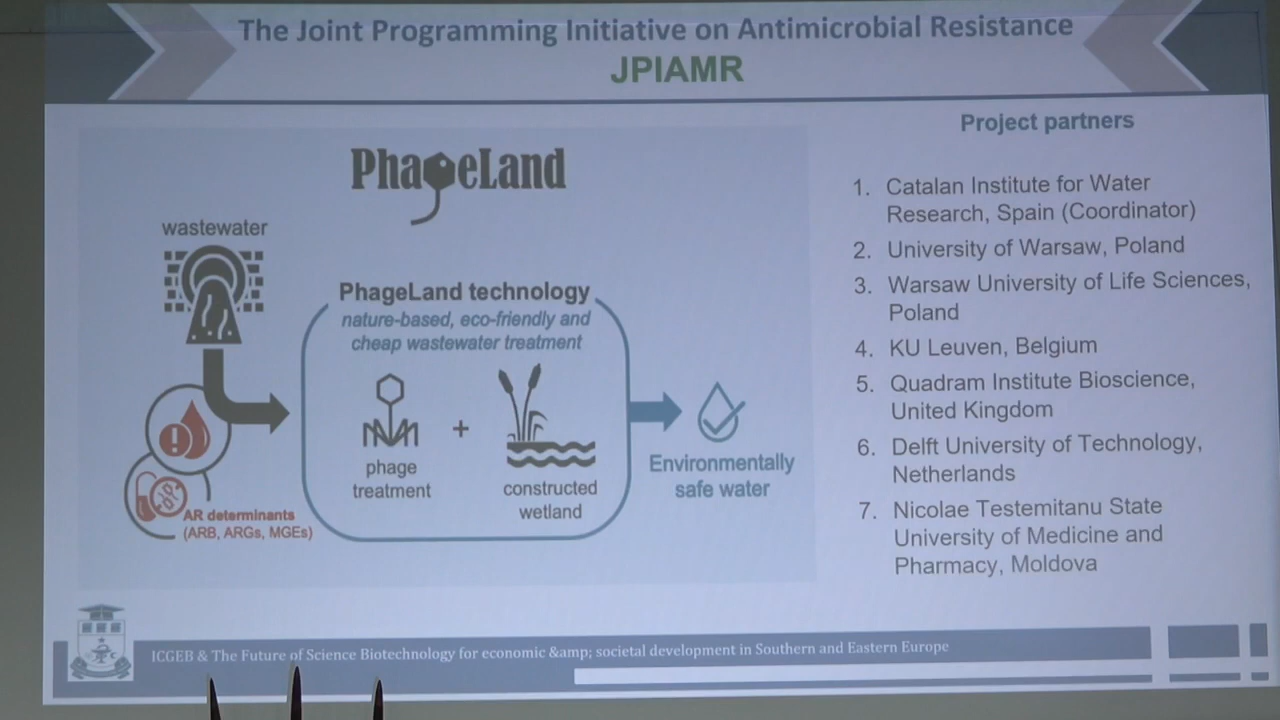 The Joint Programming Initiative on Antimicrobial Resistance
JPIAMR
PhageLand
wastewater
PhageLand technology
nature-based, eco-friendly and
cheap wastewater treatment
phage
treatment
+
constructed
wetland
Environmentally
safe water
AR determinants
(ARB, ARGs, MGEs)
Project partners
1. Catalan Institute for Water
Research, Spain (Coordinator)
2. University of Warsaw, Poland
3. Warsaw University of Life Sciences,
Poland
4. KU Leuven, Belgium
5. Quadram Institute Bioscience,
United Kingdom
6. Delft University of Technology,
Netherlands
7. Nicolae Testemitanu State
University of Medicine and
Pharmacy, Moldova
ICGEB & The Future of Science Biotechnology for economic &amp; societal development in Southern and Eastern Europe